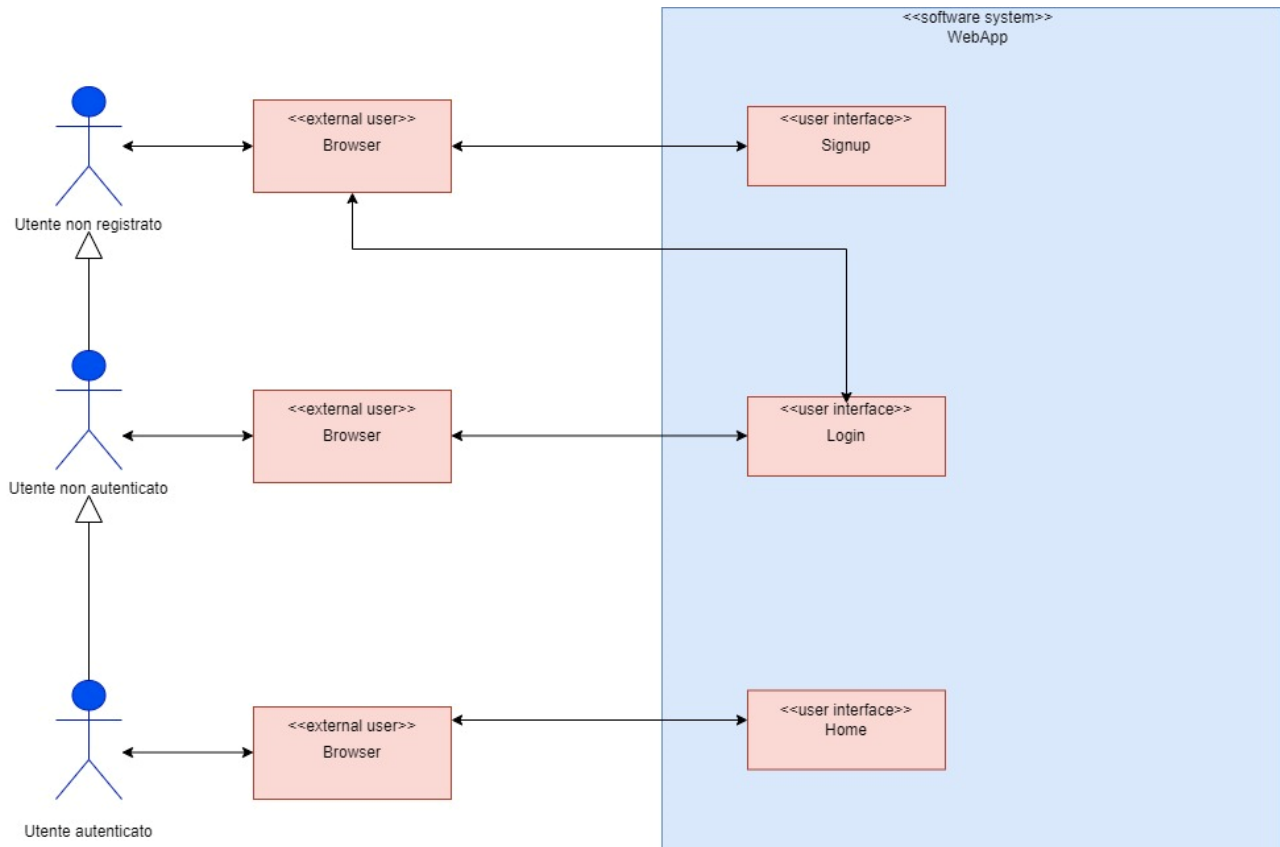 <<software system>>
WebApp
<<external user>>
Browser
<<user interface>>
Signup
Utente non registrato
<<external user>>
Browser
<<user interface>>
Login
Utente non autenticato
<<external user>>
Browser
<<user interface>>
Home
Utente autenticato